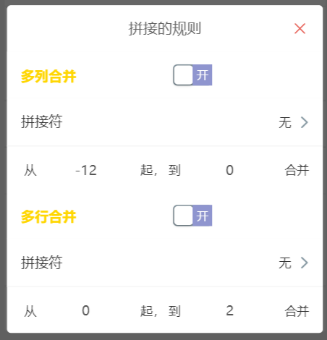 拼接的规则
多列合并 开
拼接符 无
从 -12 起，到 0 合并
多行合并 开
拼接符 无
从 0 起，到 2 合并